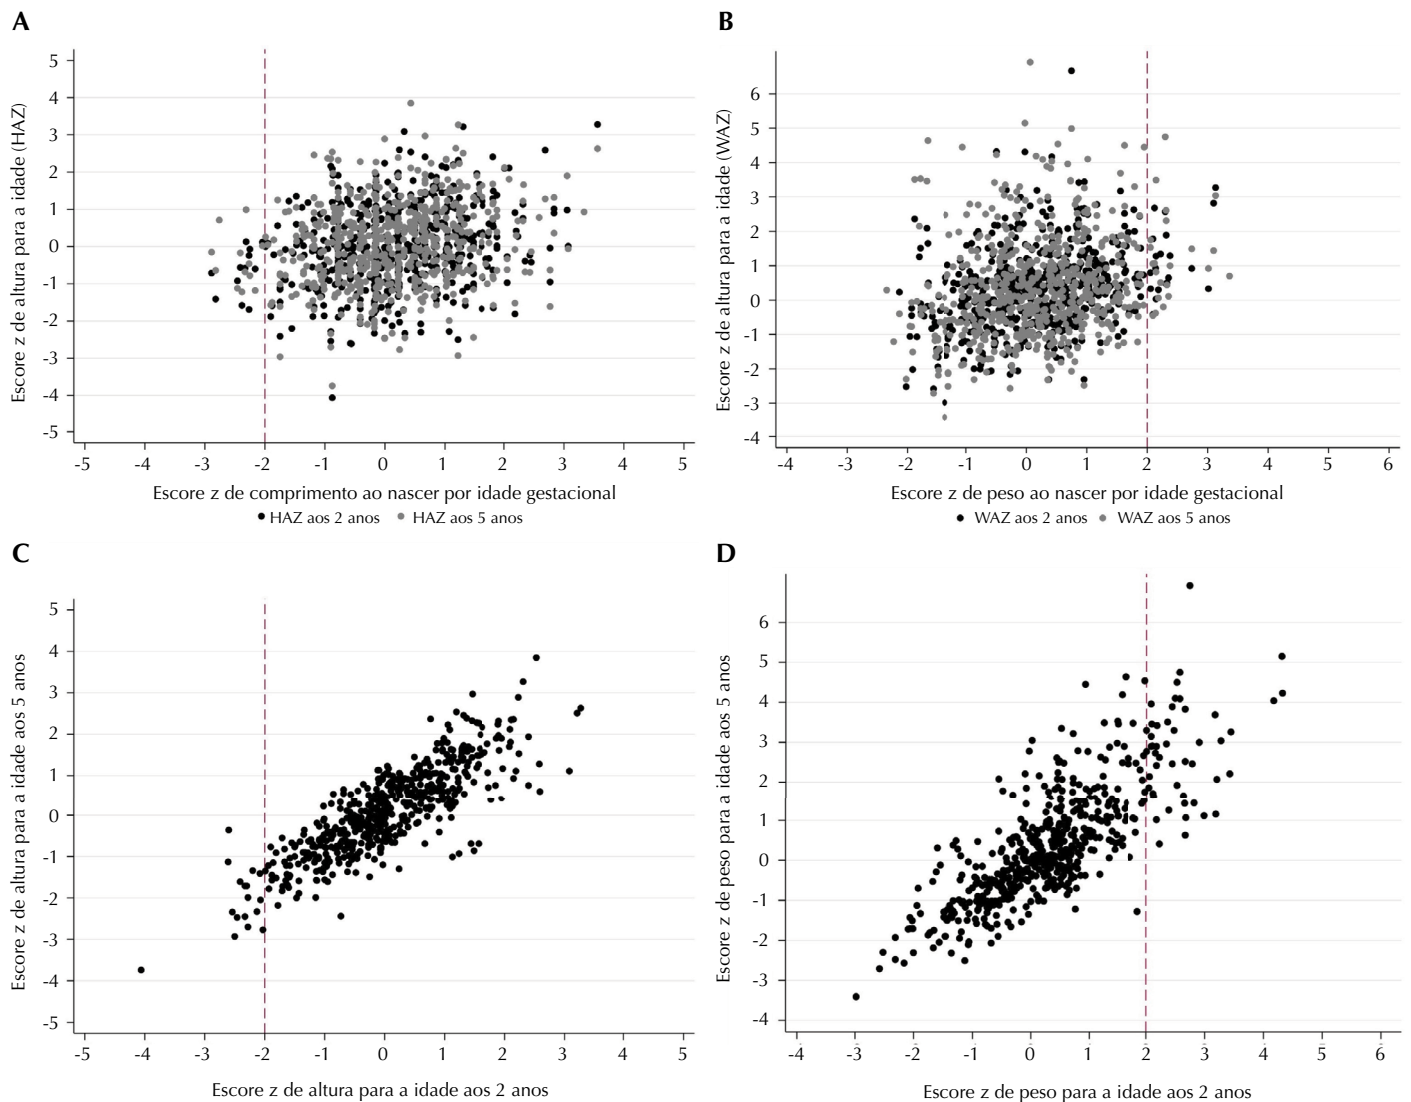 A
5
4
3
2
1
0
-1
-2
-3
-4
-5
Escore z de altura para a idade (HAZ)
-5 -4 -3 -2 -1 0 1 2 3 4 5
Escore z de comprimento ao nascer por idade gestacional
HAZ aos 2 anos HAZ aos 5 anos
B
6
5
4
3
2
1
0
-1
-2
-3
-4
Escore z de altura para a idade (WAZ)
-4 -3 -2 -1 0 1 2 3 4 5 6
Escore z de peso ao nascer por idade gestacional
WAZ aos 2 anos WAZ aos 5 anos
C
5
4
3
2
1
0
-1
-2
-3
-4
-5
Escore z de altura para a idade aos 5 anos
-5 -4 -3 -2 -1 0 1 2 3 4 5
Escore z de altura para a idade aos 2 anos
D
6
5
4
3
2
1
0
-1
-2
-3
-4
Escore z de peso para a idade aos 5 anos
-4 -3 -2 -1 0 1 2 3 4 5 6
Escore z de peso para a idade aos 2 anos